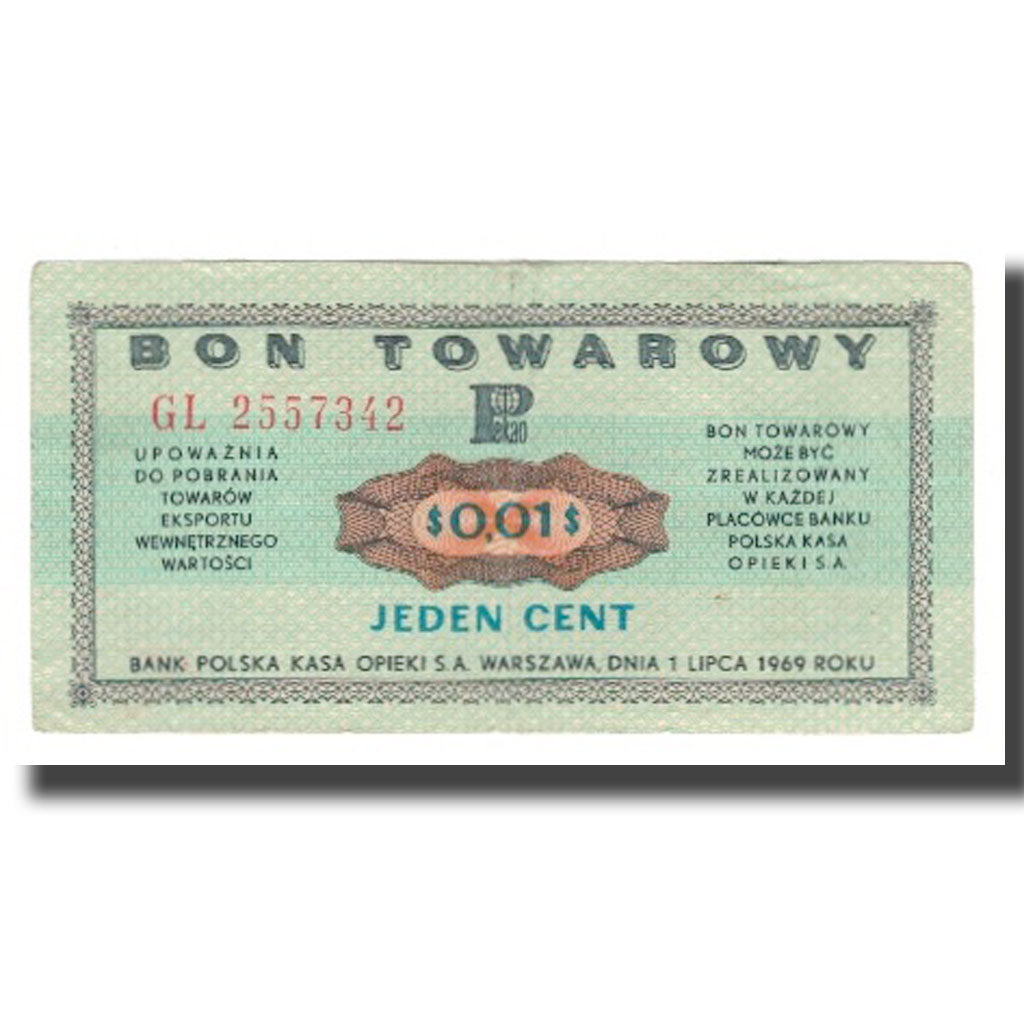 BON TOWAROWY
Pekao
GL 2557342
UPOWAŻNIA
DO POBRANIA
TOWARÓW
EKSPORTU
WEWNĘTRZNEGO
WARTOŚCI
$0,01$
BON TOWAROWY
MOŻE BYĆ
ZREALIZOWANY
W KAŻDEJ
PLACÓWCE BANKU
POLSKA KASA
OPIEKI S.A.
JEDEN CENT
BANK POLSKA KASA OPIEKI S.A. WARSZAWA, DNIA 1 LIPCA 1969 ROKU